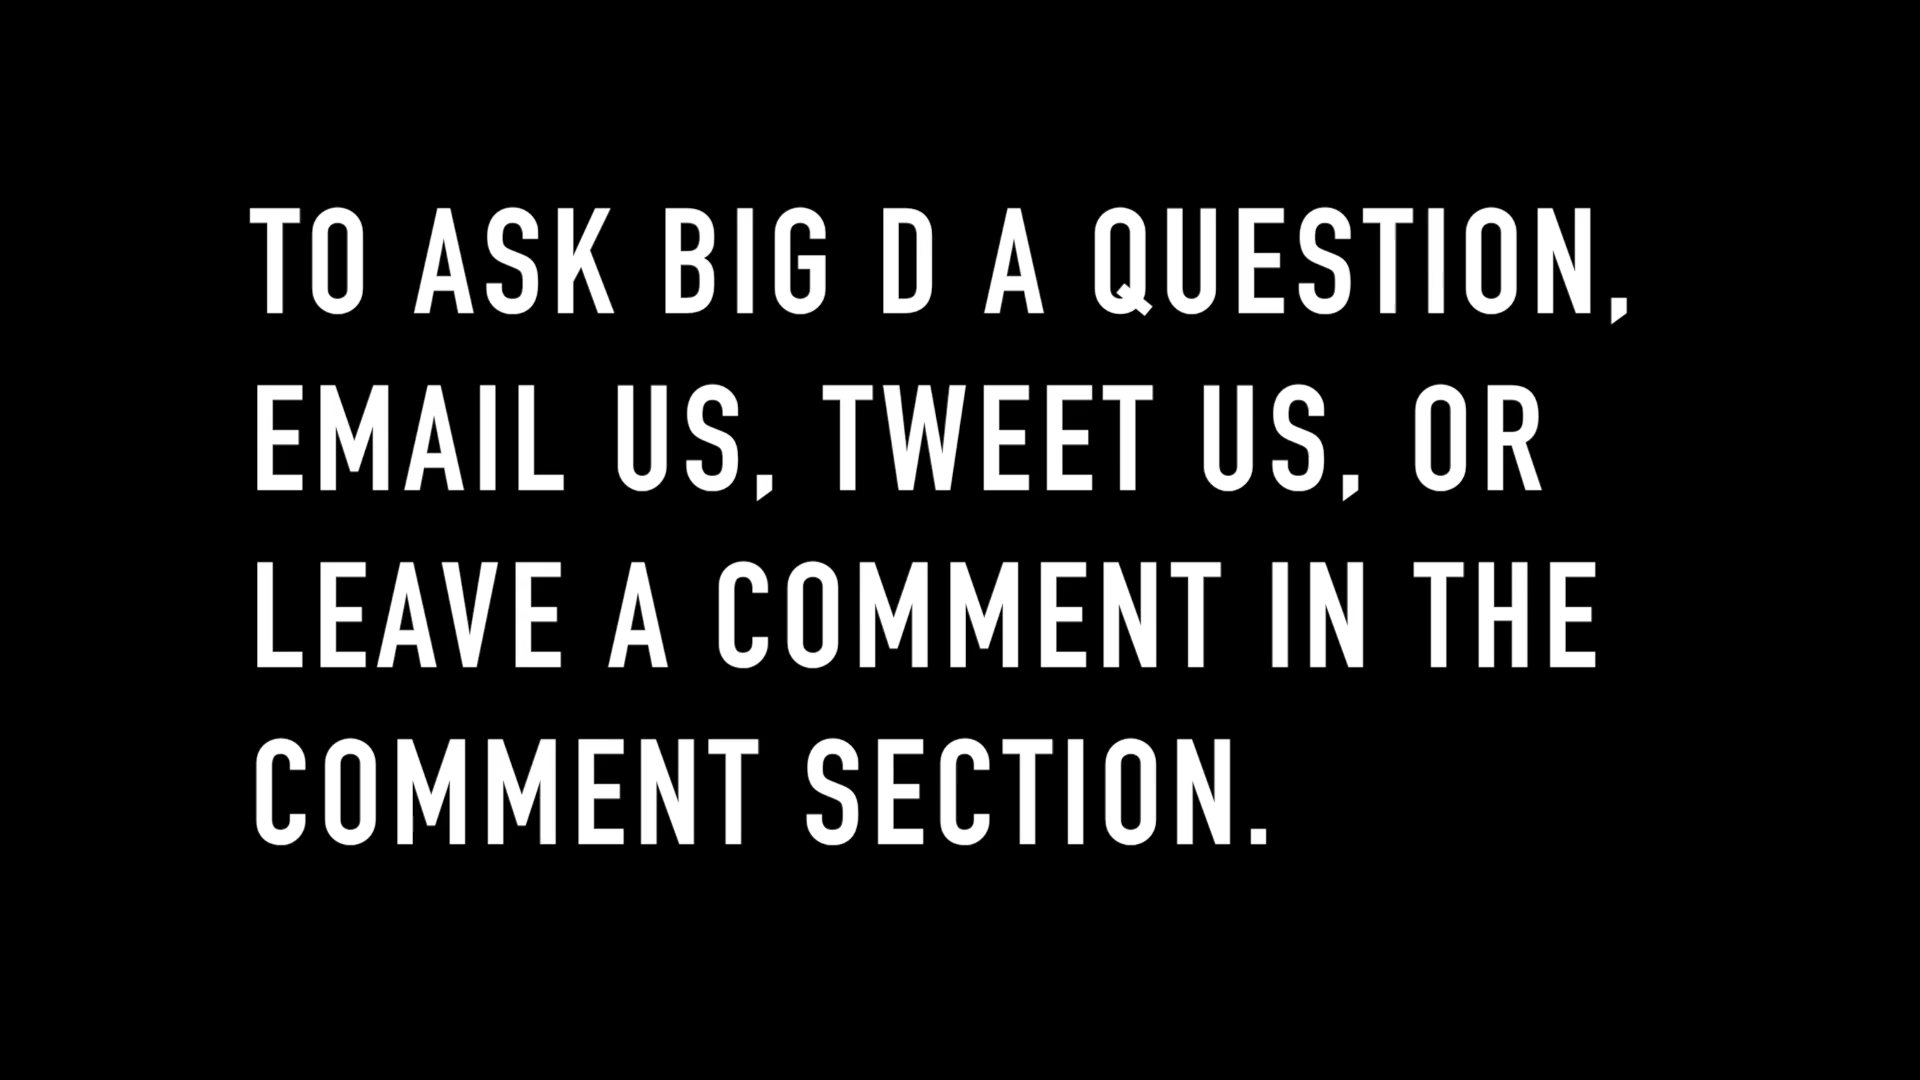 TO ASK BIG D A QUESTION,
EMAIL US, TWEET US, OR
LEAVE A COMMENT IN THE
COMMENT SECTION.